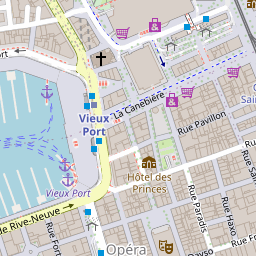 La Canebière
Vieux
Port
Rue Pavillon
Hôtel des
Princes
Vieux Port
de Rive-Neuve
Rue Paradis
Rue Haxo
Opéra